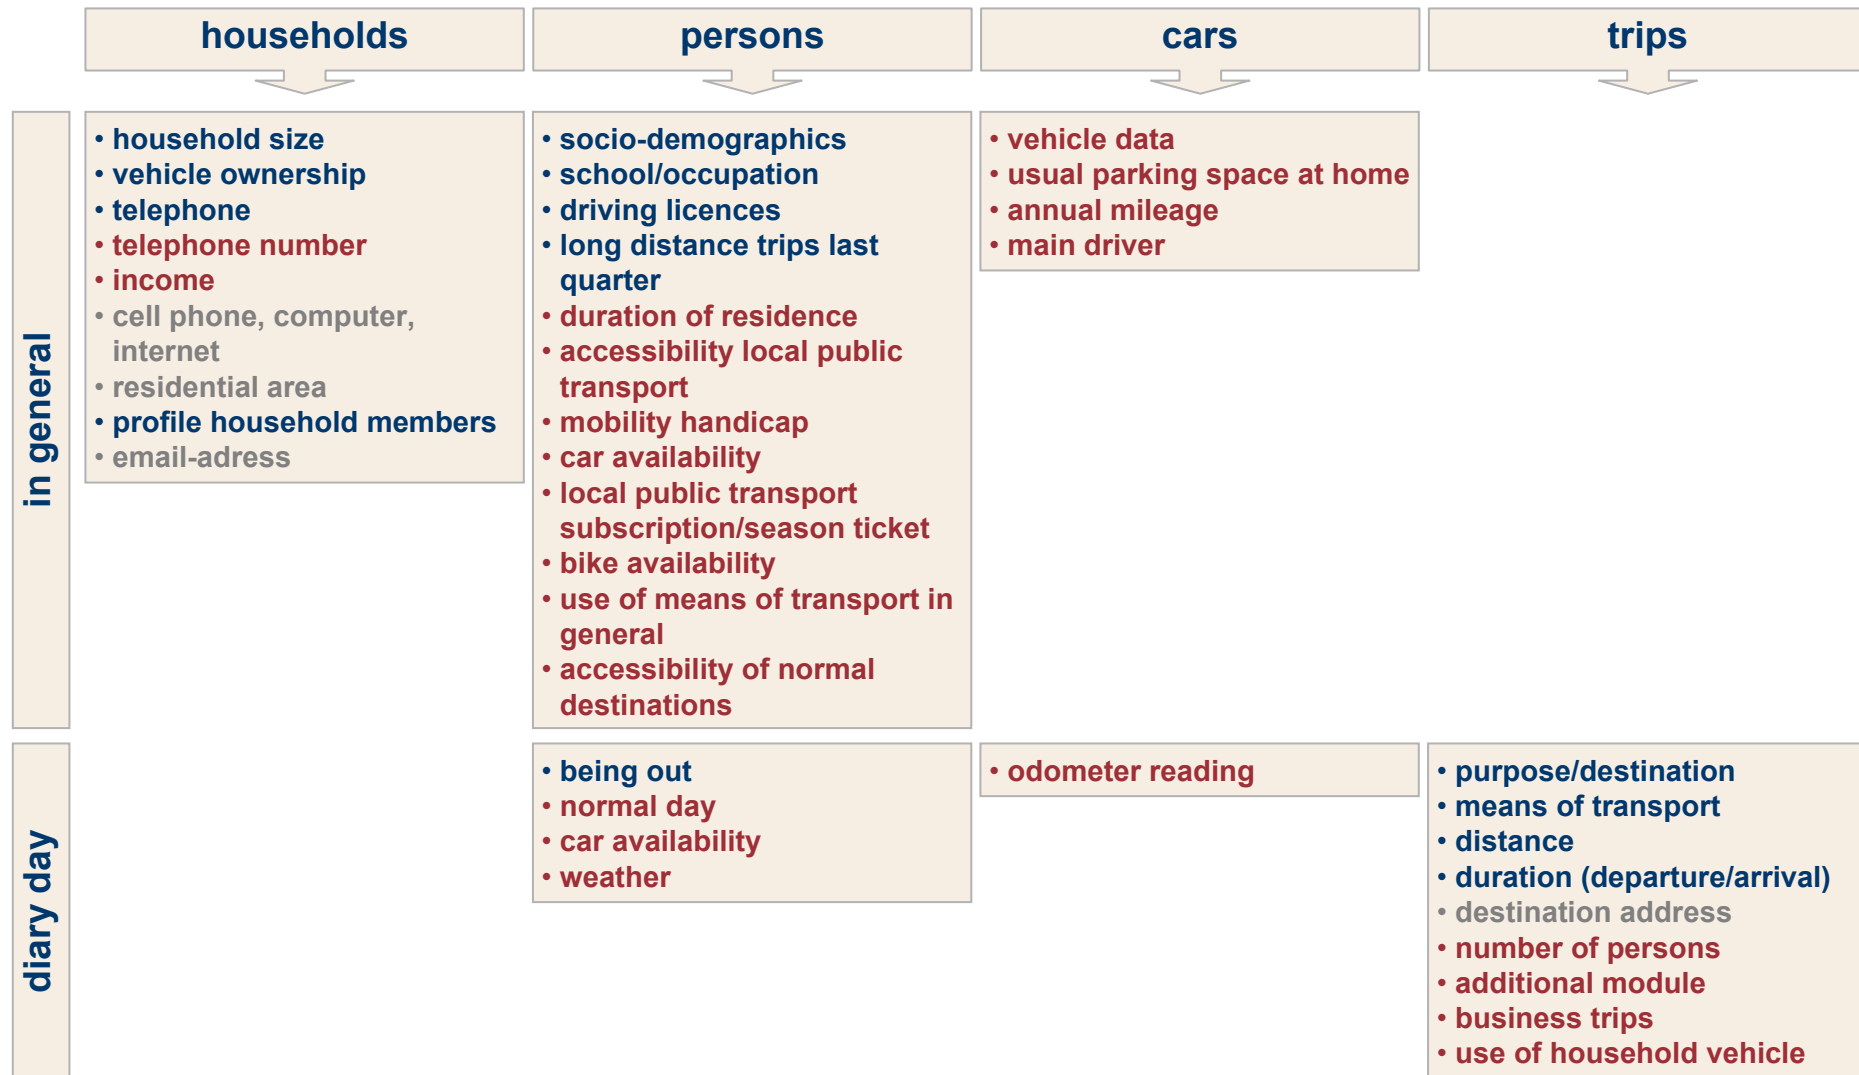 households
persons
cars
trips
in general
• household size
• vehicle ownership
• telephone
• telephone number
• income
• cell phone, computer,
internet
• residential area
• profile household members
• email-adress
• socio-demographics
• school/occupation
• driving licences
• long distance trips last
quarter
• duration of residence
• accessibility local public
transport
• mobility handicap
• car availability
• local public transport
subscription/season ticket
• bike availability
• use of means of transport in
general
• accessibility of normal
destinations
• vehicle data
• usual parking space at home
• annual mileage
• main driver
diary day
• being out
• normal day
• car availability
• weather
• odometer reading
• purpose/destination
• means of transport
• distance
• duration (departure/arrival)
• destination address
• number of persons
• additional module
• business trips
• use of household vehicle